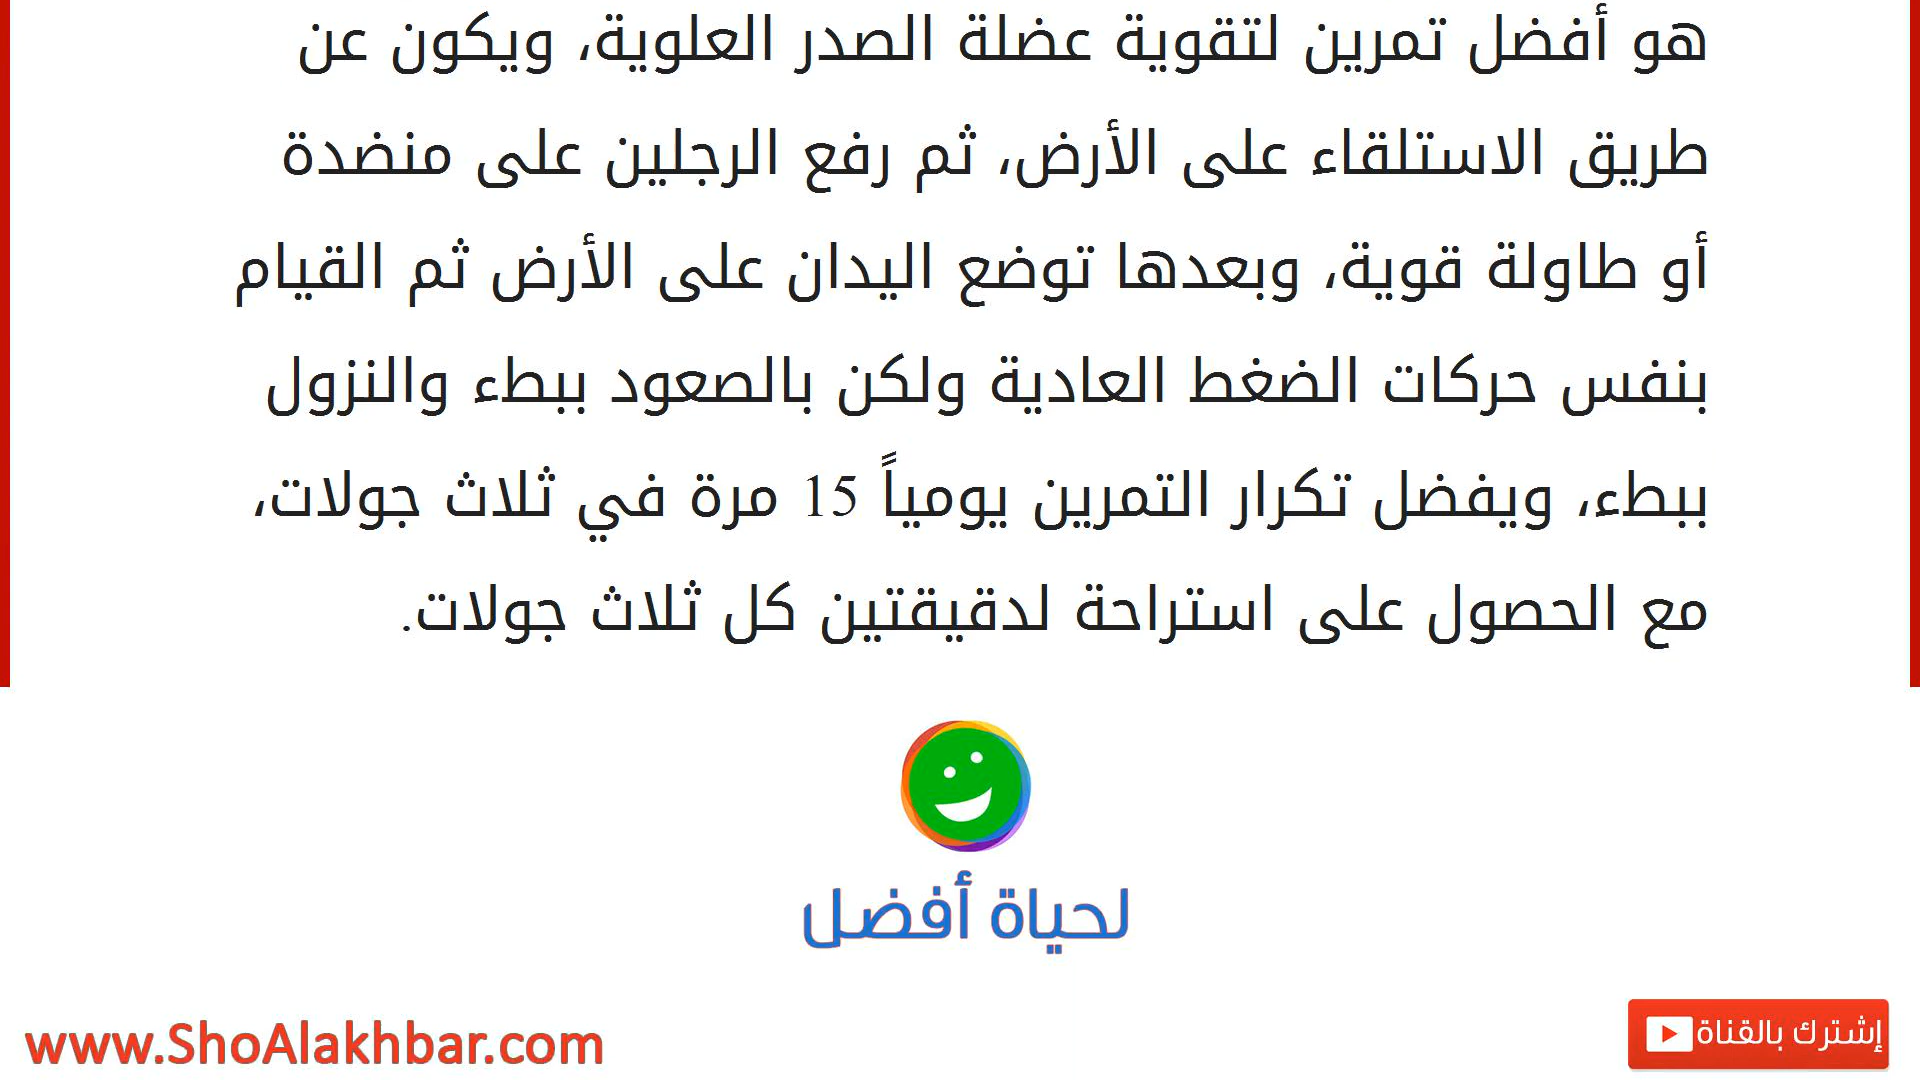 هو أفضل تمرين لتقوية عضلة الصدر العلوية، ويكون عن
طريق الاستلقاء على الأرض، ثم رفع الرجلين على منضدة
أو طاولة قوية، وبعدها توضع اليدان على الأرض ثم القيام
بنفس حركات الضغط العادية ولكن بالصعود ببطء والنزول
ببطء، ويفضل تكرار التمرين يومياً 15 مرة في ثلاث جولات،
مع الحصول على استراحة لدقيقتين كل ثلاث جولات.
لحياة أفضل
www.ShoAlakhbar.com
إشترك بالقناة